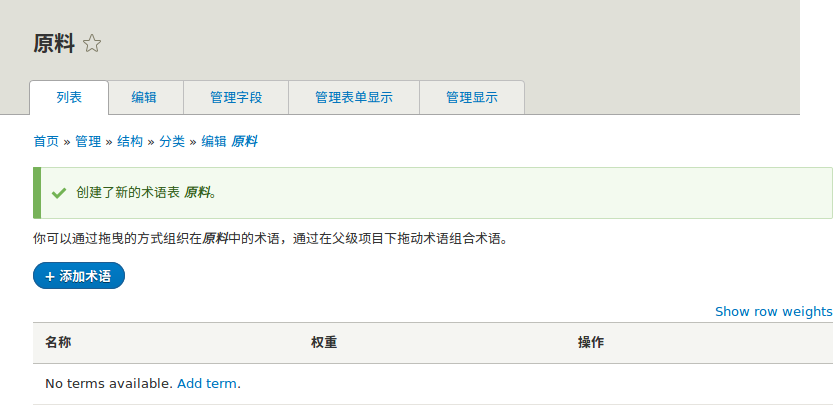 原料
列表 编辑 管理字段 管理表单显示 管理显示
首页 » 管理 » 结构 » 分类 » 编辑 原料
创建了新的术语表 原料。
你可以通过拖曳的方式组织在原料中的术语，通过在父级项目下拖动术语组合术语。
+ 添加术语
Show row weights
名称 权重 操作
No terms available. Add term.